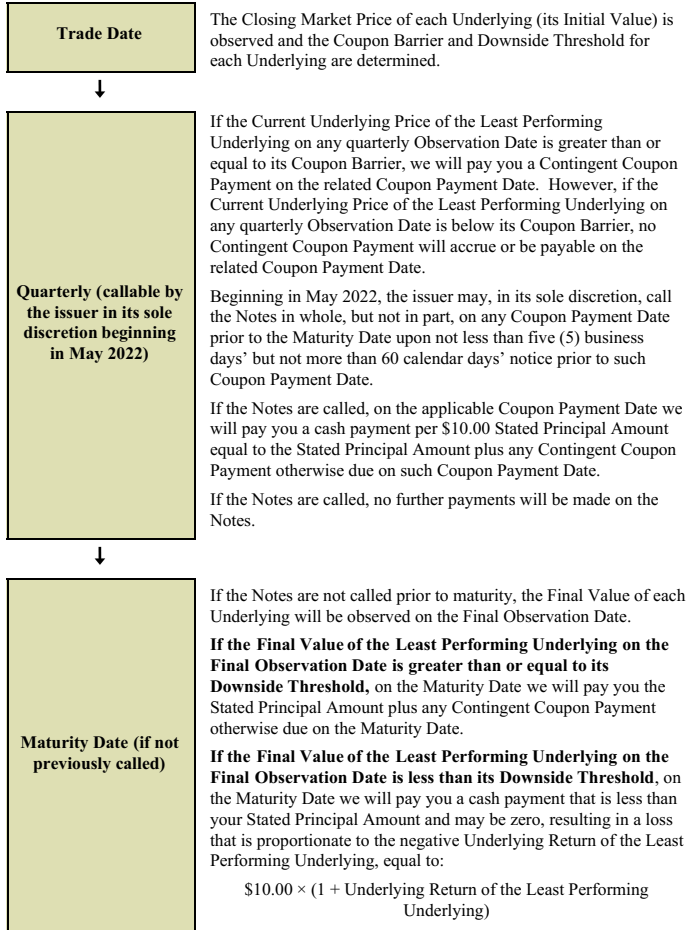 Trade Date
The Closing Market Price of each Underlying (its Initial Value) is
observed and the Coupon Barrier and Downside Threshold for
each Underlying are determined.
↓
Quarterly (callable by
the issuer in its sole
discretion beginning
in May 2022)
If the Current Underlying Price of the Least Performing
Underlying on any quarterly Observation Date is greater than or
equal to its Coupon Barrier, we will pay you a Contingent Coupon
Payment on the related Coupon Payment Date. However, if the
Current Underlying Price of the Least Performing Underlying on
any quarterly Observation Date is below its Coupon Barrier, no
Contingent Coupon Payment will accrue or be payable on the
related Coupon Payment Date.
Beginning in May 2022, the issuer may, in its sole discretion, call
the Notes in whole, but not in part, on any Coupon Payment Date
prior to the Maturity Date upon not less than five (5) business
days’ but not more than 60 calendar days’ notice prior to such
Coupon Payment Date.
If the Notes are called, on the applicable Coupon Payment Date we
will pay you a cash payment per $10.00 Stated Principal Amount
equal to the Stated Principal Amount plus any Contingent Coupon
Payment otherwise due on such Coupon Payment Date.
If the Notes are called, no further payments will be made on the
Notes.
↓
Maturity Date (if not
previously called)
If the Notes are not called prior to maturity, the Final Value of each
Underlying will be observed on the Final Observation Date.
If the Final Value of the Least Performing Underlying on the
Final Observation Date is greater than or equal to its
Downside Threshold, on the Maturity Date we will pay you the
Stated Principal Amount plus any Contingent Coupon Payment
otherwise due on the Maturity Date.
If the Final Value of the Least Performing Underlying on the
Final Observation Date is less than its Downside Threshold, on
the Maturity Date we will pay you a cash payment that is less than
your Stated Principal Amount and may be zero, resulting in a loss
that is proportionate to the negative Underlying Return of the Least
Performing Underlying, equal to:
$10.00 × (1 + Underlying Return of the Least Performing
Underlying)